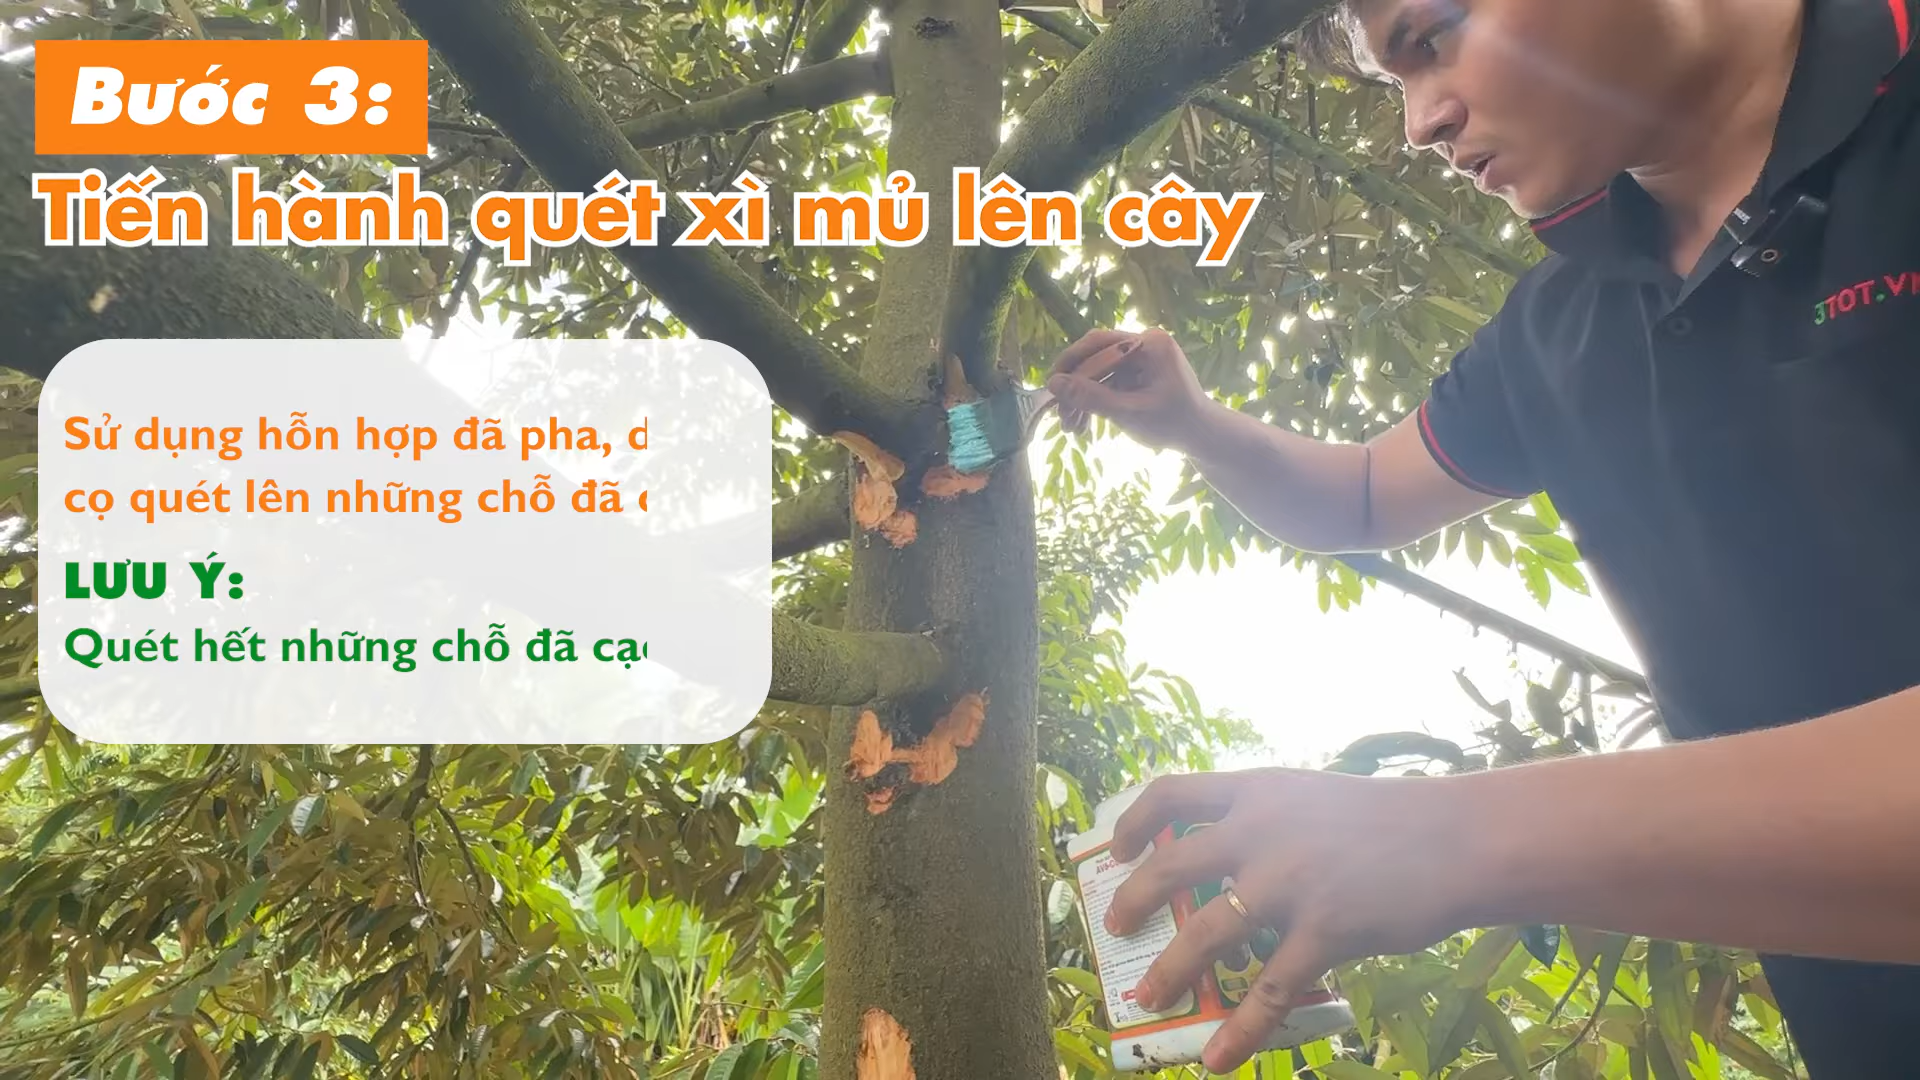 Bước 3:
Tiến hành quét xì mủ lên cây
Sử dụng hỗn hợp đã pha,
cọ quét lên những chỗ đã
LƯU Ý:
Quét hết những chỗ đã
3TOT.VN